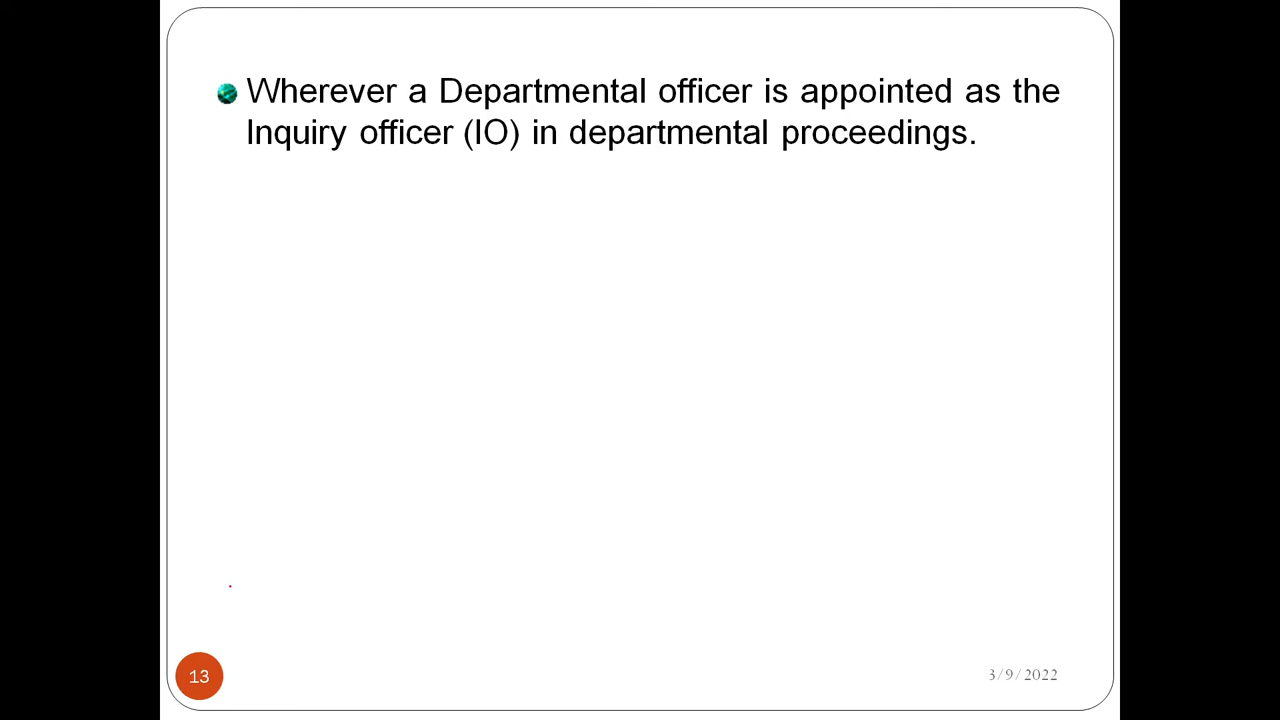 Wherever a Departmental officer is appointed as the
Inquiry officer (IO) in departmental proceedings.
13
3/9/2022